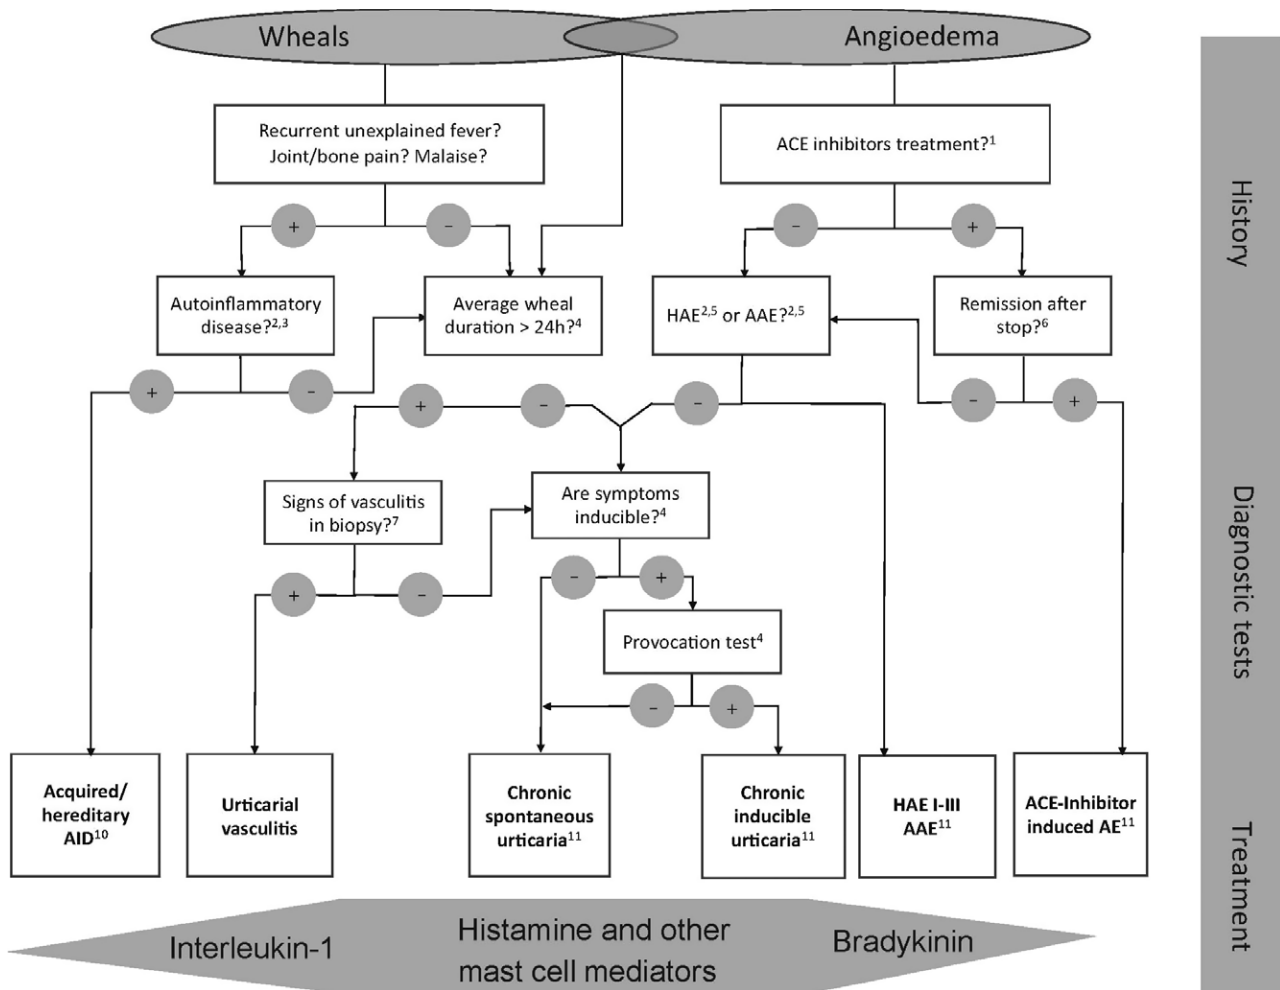 Wheals
Angioedema
Recurrent unexplained fever?
Joint/bone pain? Malaise?
ACE inhibitors treatment?¹
+
−
−
+
Autoinflammatory
disease?²,³
Average wheal
duration > 24h?⁴
HAE²,⁵ or AAE?²,⁵
Remission after
stop?⁶
+
−
+
−
−
−
+
Signs of vasculitis
in biopsy?⁷
Are symptoms
inducible?⁴
+
−
−
+
Provocation test⁴
−
+
Acquired/
hereditary
AID¹⁰
Urticarial
vasculitis
Chronic
spontaneous
urticaria¹¹
Chronic
inducible
urticaria¹¹
HAE I-III
AAE¹¹
ACE-Inhibitor
induced AE¹¹
Interleukin-1
Histamine and other
mast cell mediators
Bradykinin
History
Diagnostic tests
Treatment